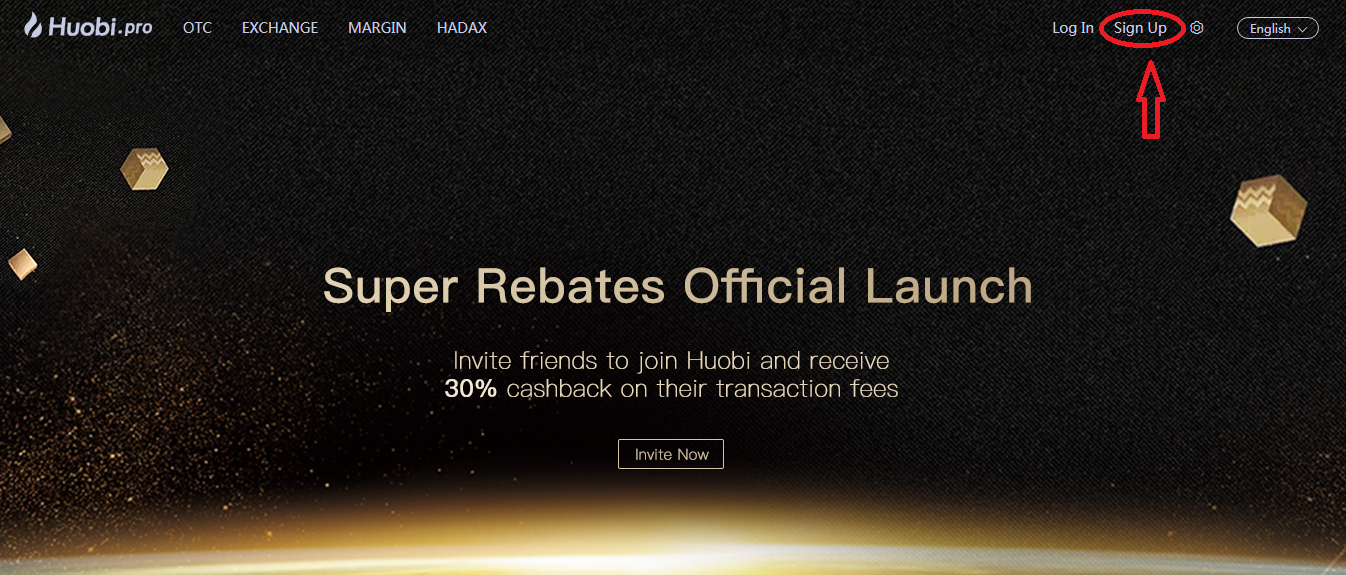 Huobi.pro OTC EXCHANGE MARGIN HADAX Log In Sign Up English
Super Rebates Official Launch
Invite friends to join Huobi and receive
30% cashback on their transaction fees
Invite Now